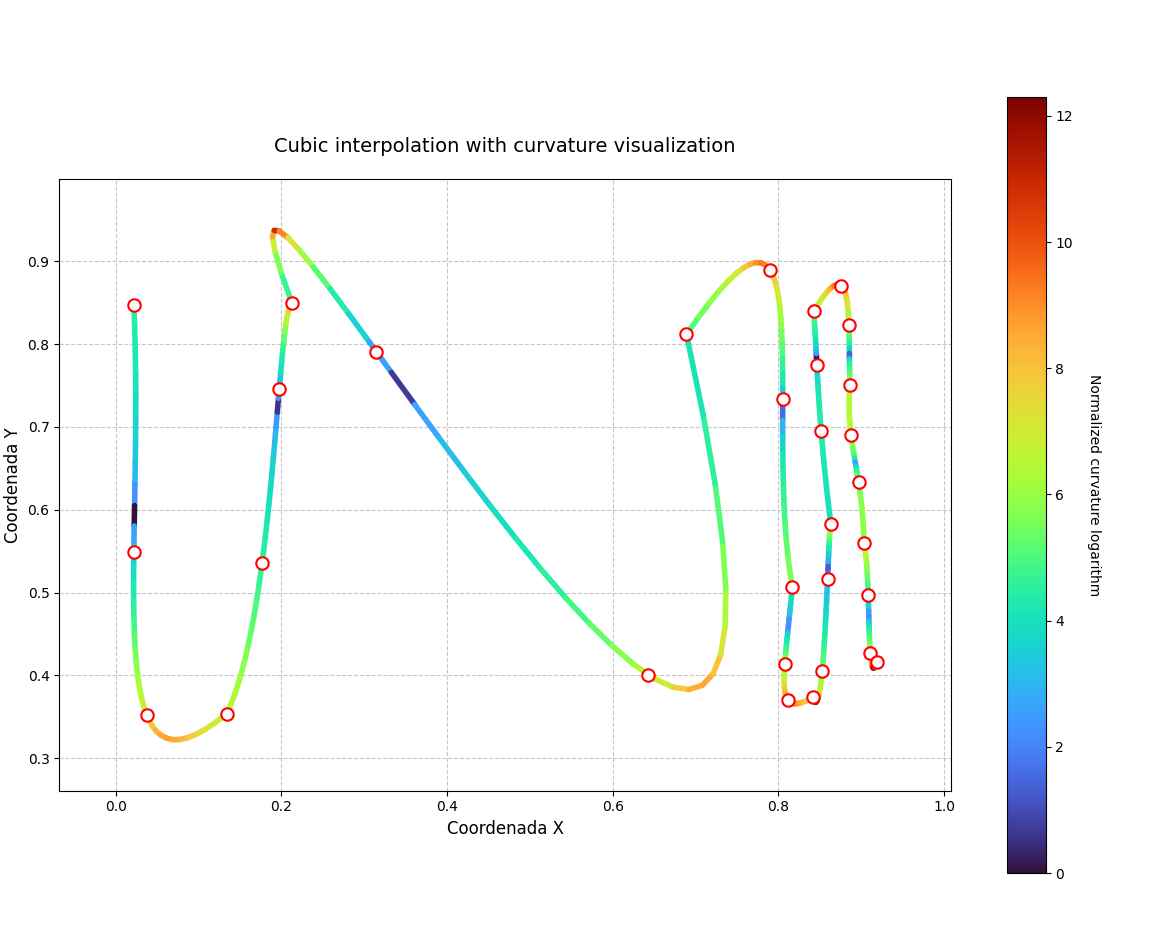 Cubic interpolation with curvature visualization
Coordenada Y
0.9
0.8
0.7
0.6
0.5
0.4
0.3
0.0 0.2 0.4 0.6 0.8 1.0
Coordenada X
12
10
8
6
4
2
0
Normalized curvature logarithm